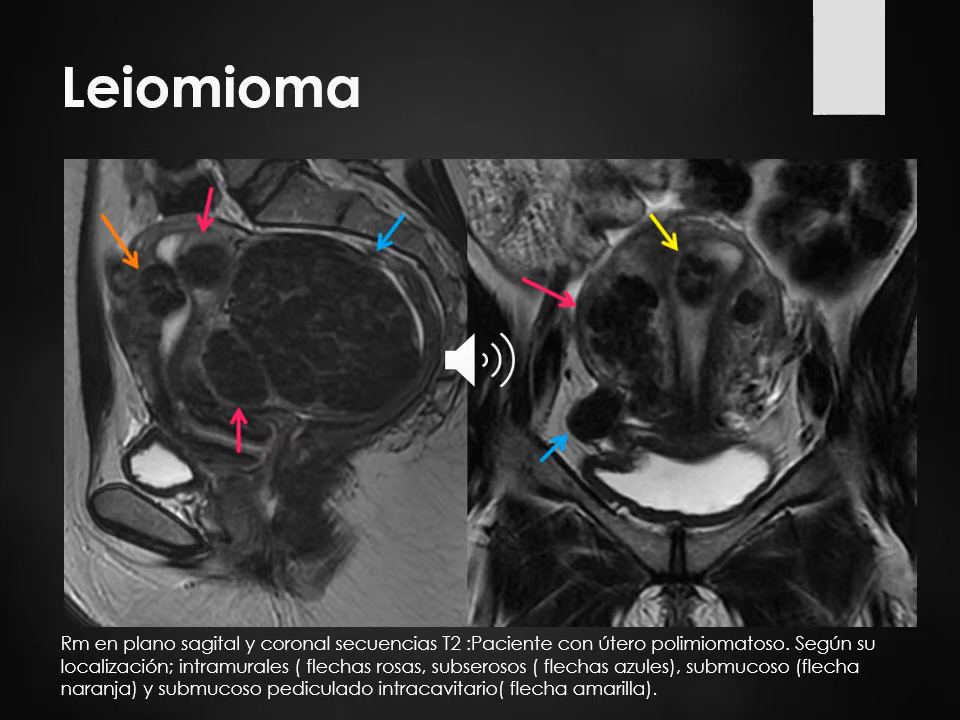 Leiomioma
Rm en plano sagital y coronal secuencias T2 :Paciente con útero polimiomatoso. Según su
localización; intramurales ( flechas rosas, subserosos ( flechas azules), submucoso (flecha
naranja) y submucoso pediculado intracavitario( flecha amarilla).